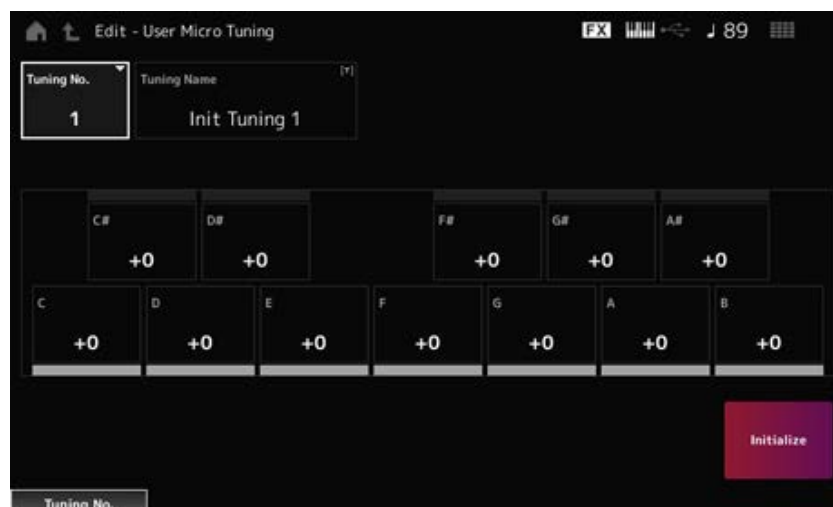 Edit - User Micro Tuning FX ♩ 89
Tuning No. Tuning Name [T]
1 Init Tuning 1
C# D# F# G# A#
+0 +0 +0 +0 +0
C D E F G A B
+0 +0 +0 +0 +0 +0 +0
Initialize
Tuning No.